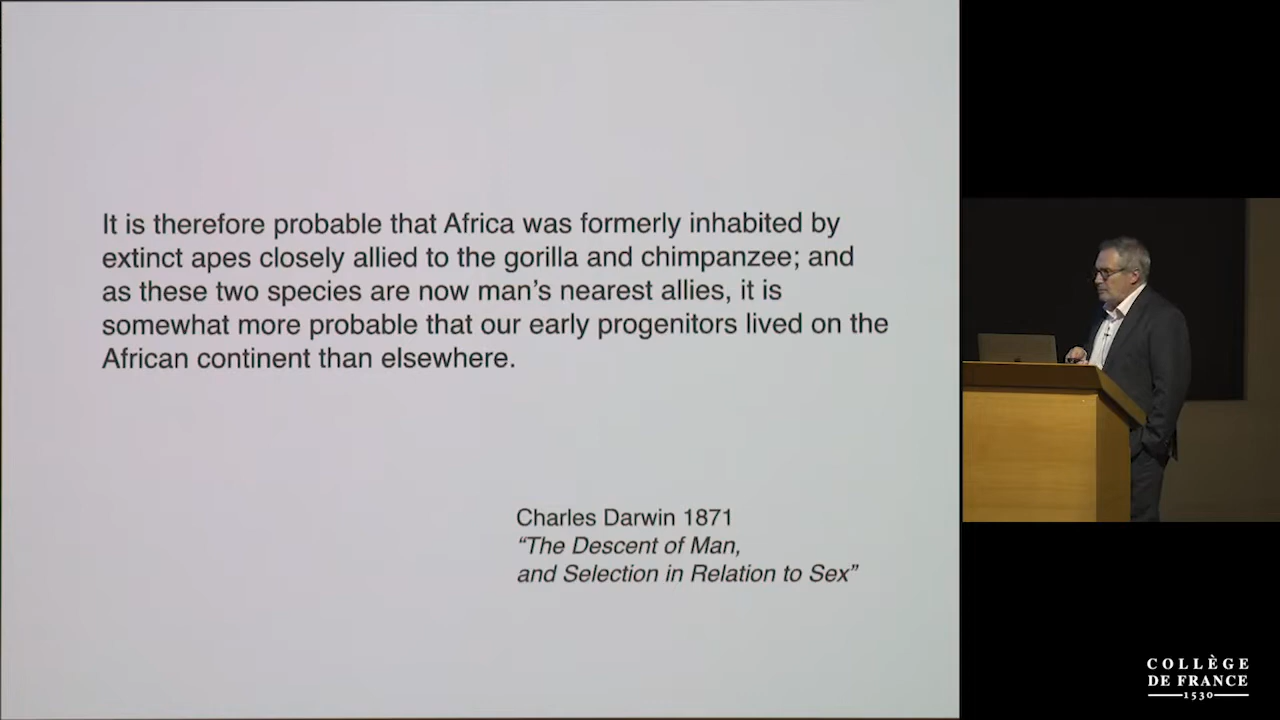 It is therefore probable that Africa was formerly inhabited by
extinct apes closely allied to the gorilla and chimpanzee; and
as these two species are now man's nearest allies, it is
somewhat more probable that our early progenitors lived on the
African continent than elsewhere.
Charles Darwin 1871
“The Descent of Man,
and Selection in Relation to Sex”
COLLÈGE
DE FRANCE
1530